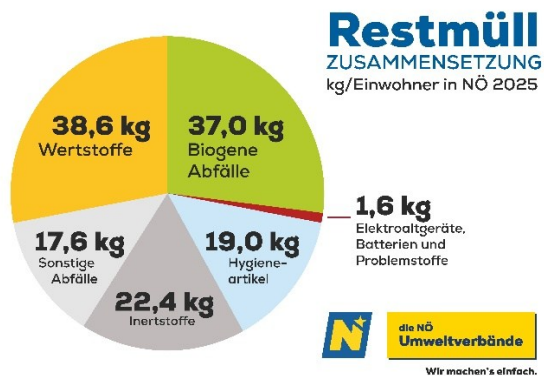 Restmüll
ZUSAMMENSETZUNG
kg/Einwohner in NÖ 2025
38,6 kg
Wertstoffe
37,0 kg
Biogene
Abfälle
1,6 kg
Elektroaltgeräte,
Batterien und
Problemstoffe
17,6 kg
Sonstige
Abfälle
19,0 kg
Hygiene-
artikel
22,4 kg
Inertstoffe
N
die NÖ
Umweltverbände
Wir machen's einfach.